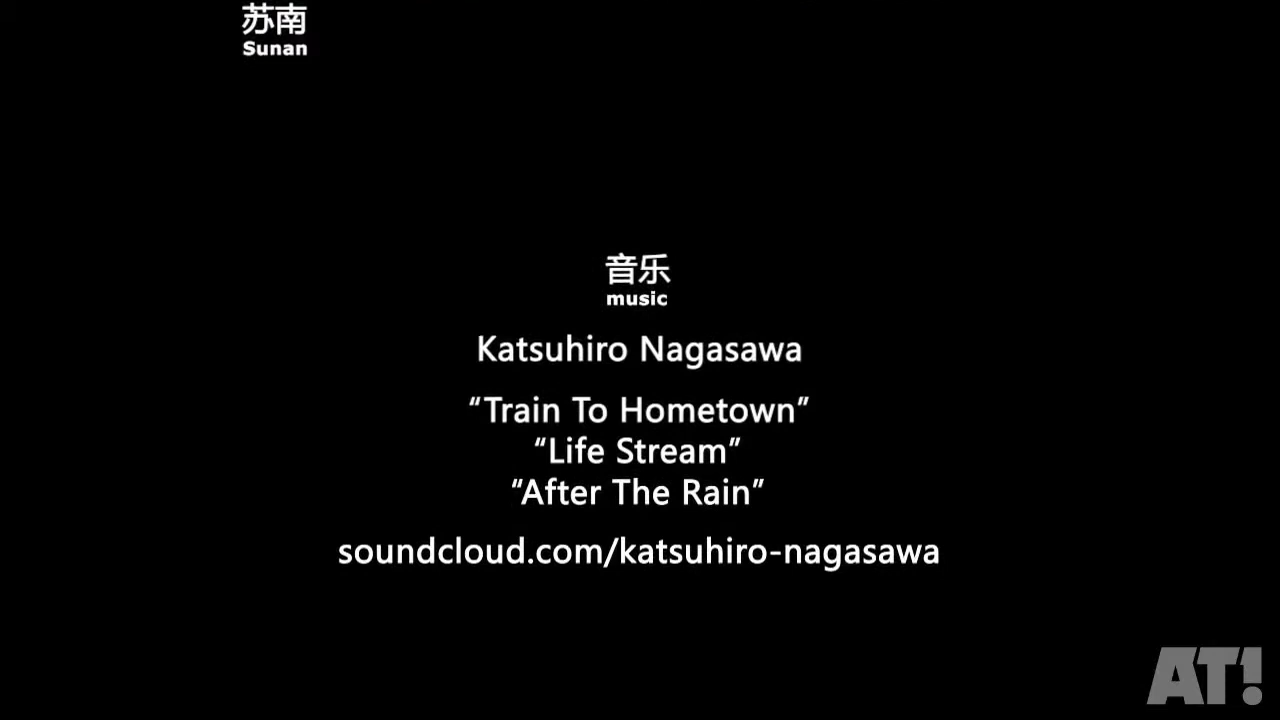 苏南
Sunan
音乐
music
Katsuhiro Nagasawa
“Train To Hometown”
“Life Stream”
“After The Rain”
soundcloud.com/katsuhiro-nagasawa
AT!